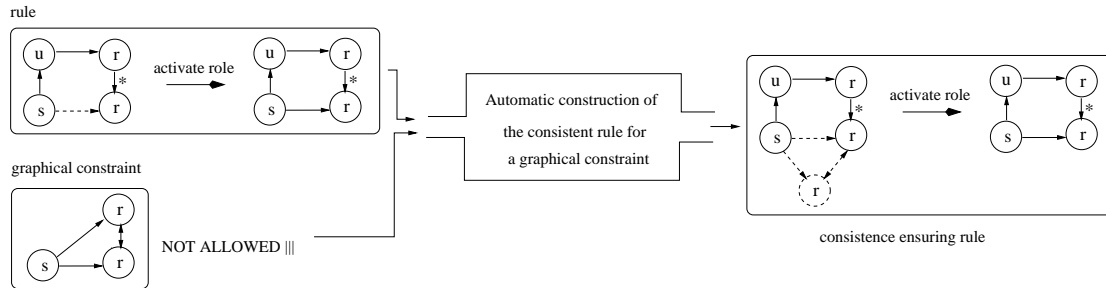 rule
u r u r
activate role
* *
s r s r
graphical constraint
r
s r
NOT ALLOWED |||
Automatic construction of
the consistent rule for
a graphical constraint
u r u r
activate role
* *
s r s r
r
consistence ensuring rule